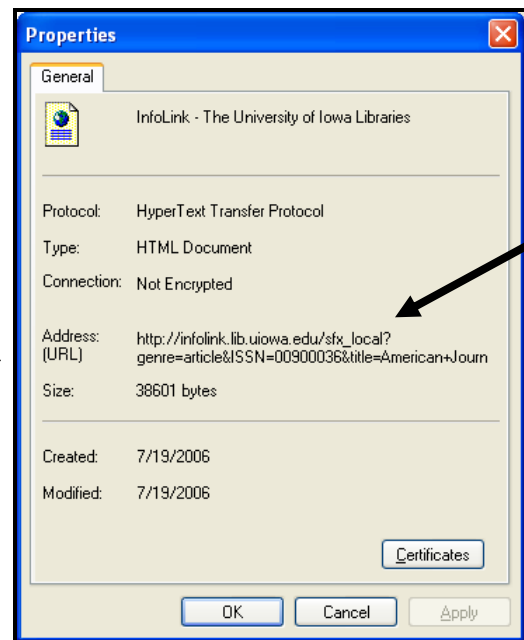 Properties
General
InfoLink - The University of Iowa Libraries
Protocol: HyperText Transfer Protocol
Type: HTML Document
Connection: Not Encrypted
Address: http://infolink.lib.uiowa.edu/sfx_local?
(URL) genre=article&ISSN=00900036&title=American+Journ
Size: 38601 bytes
Created: 7/19/2006
Modified: 7/19/2006
Certificates
OK Cancel Apply